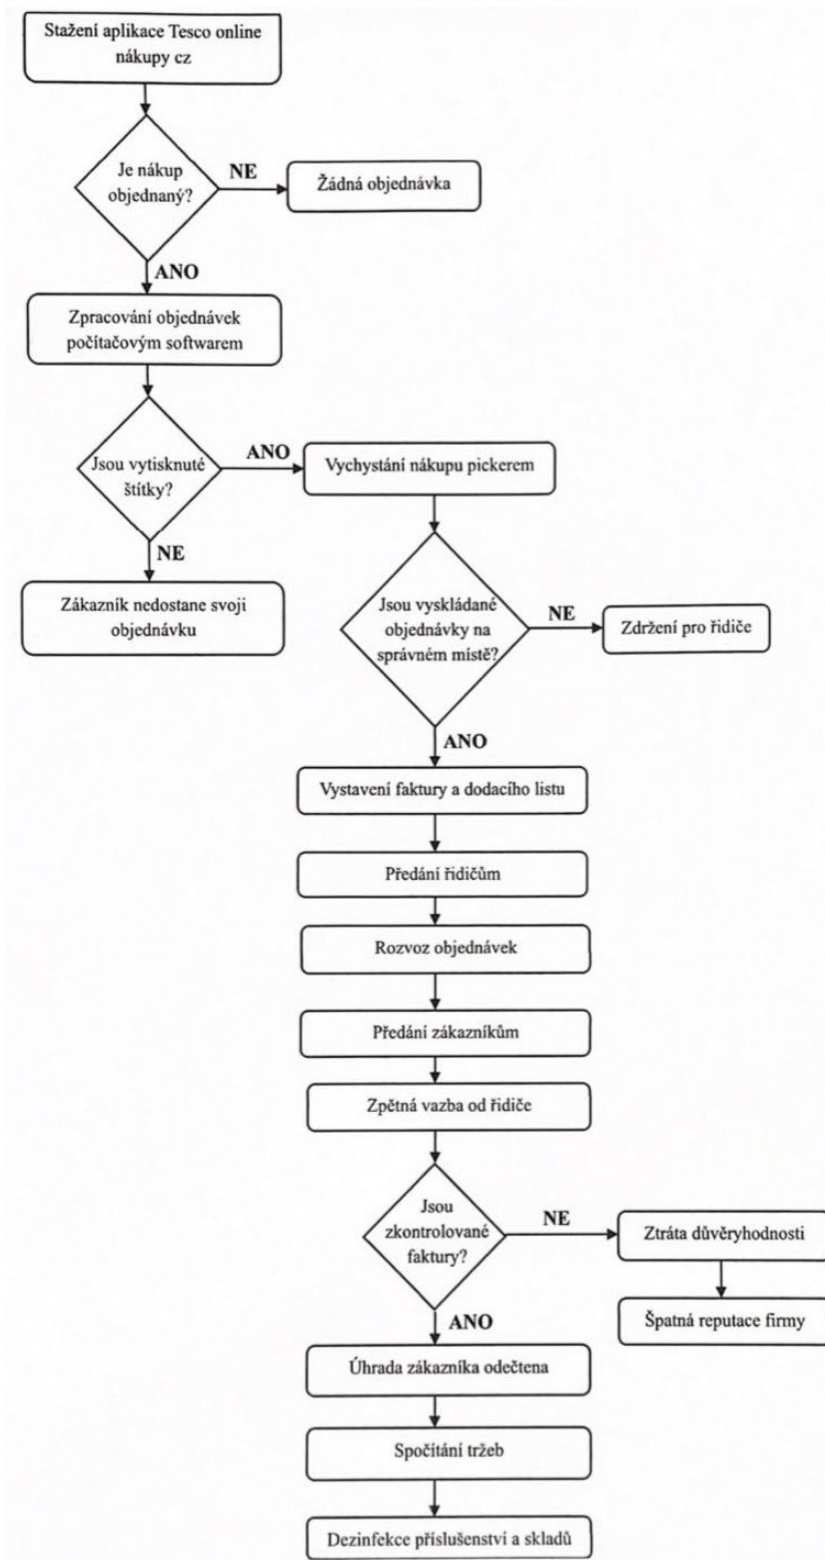 Stažení aplikace Tesco online
nákupy cz
Je nákup
objednaný?
NE
Žádná objednávka
ANO
Zpracování objednávek
počítačovým softwarem
Jsou vytisknuté
štítky?
ANO
Vychystání nákupu pickerem
NE
Zákazník nedostane svoji
objednávku
Jsou vyskládané
objednávky na
správném místě?
NE
Zdržení pro řidiče
ANO
Vystavení faktury a dodacího listu
Předání řidičům
Rozvoz objednávek
Předání zákazníkům
Zpětná vazba od řidiče
Jsou
zkontrolované
faktury?
NE
Ztráta důvěryhodnosti
Špatná reputace firmy
ANO
Úhrada zákazníka odečtena
Spočítání tržeb
Dezinfekce příslušenství a skladů